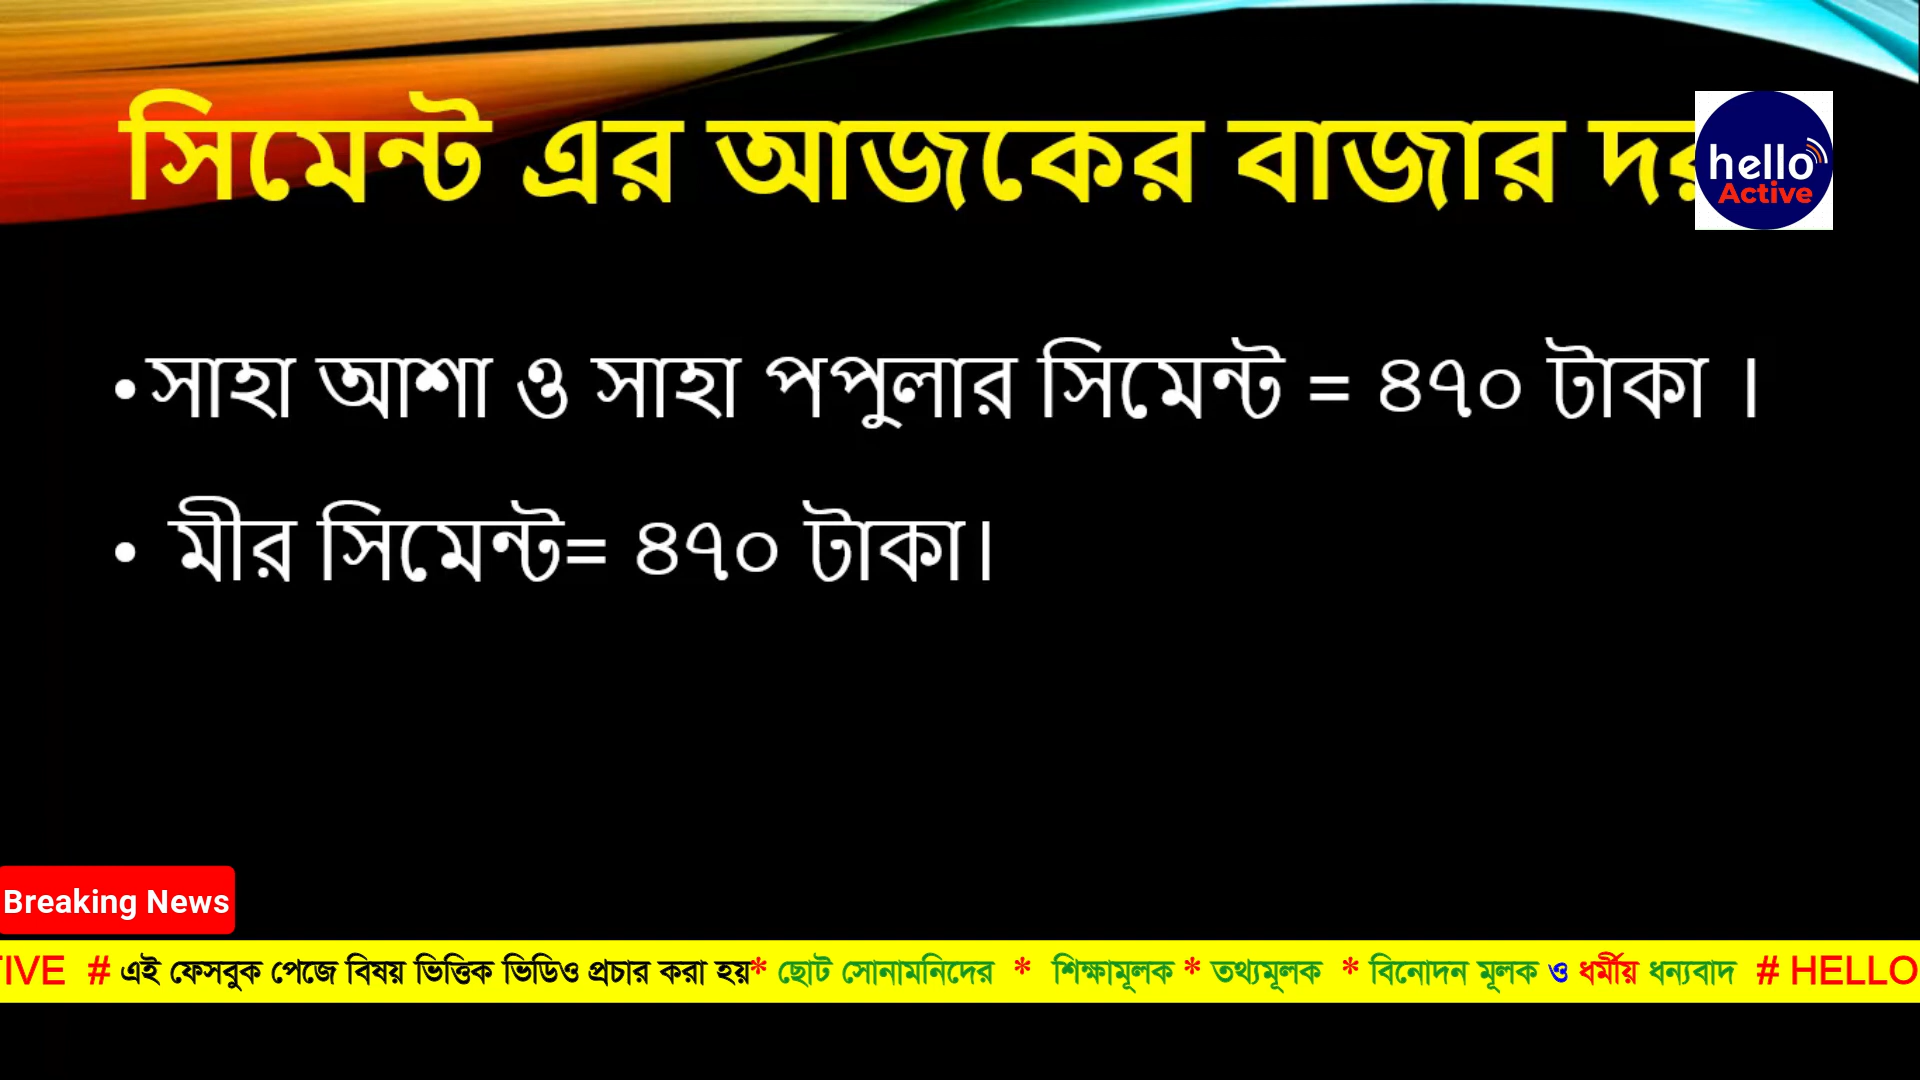 সিমেন্ট এর আজকের বাজার দর
hello
Active
•সাহা আশা ও সাহা পপুলার সিমেন্ট = ৪৭০ টাকা ।
• মীর সিমেন্ট= ৪৭০ টাকা।
Breaking News
TIVE # এই ফেসবুক পেজে বিষয় ভিত্তিক ভিডিও প্রচার করা হয়* ছোট সোনামনিদের * শিক্ষামূলক * তথ্যমূলক * বিনোদন মূলক ও ধর্মীয় ধন্যবাদ # HELLO